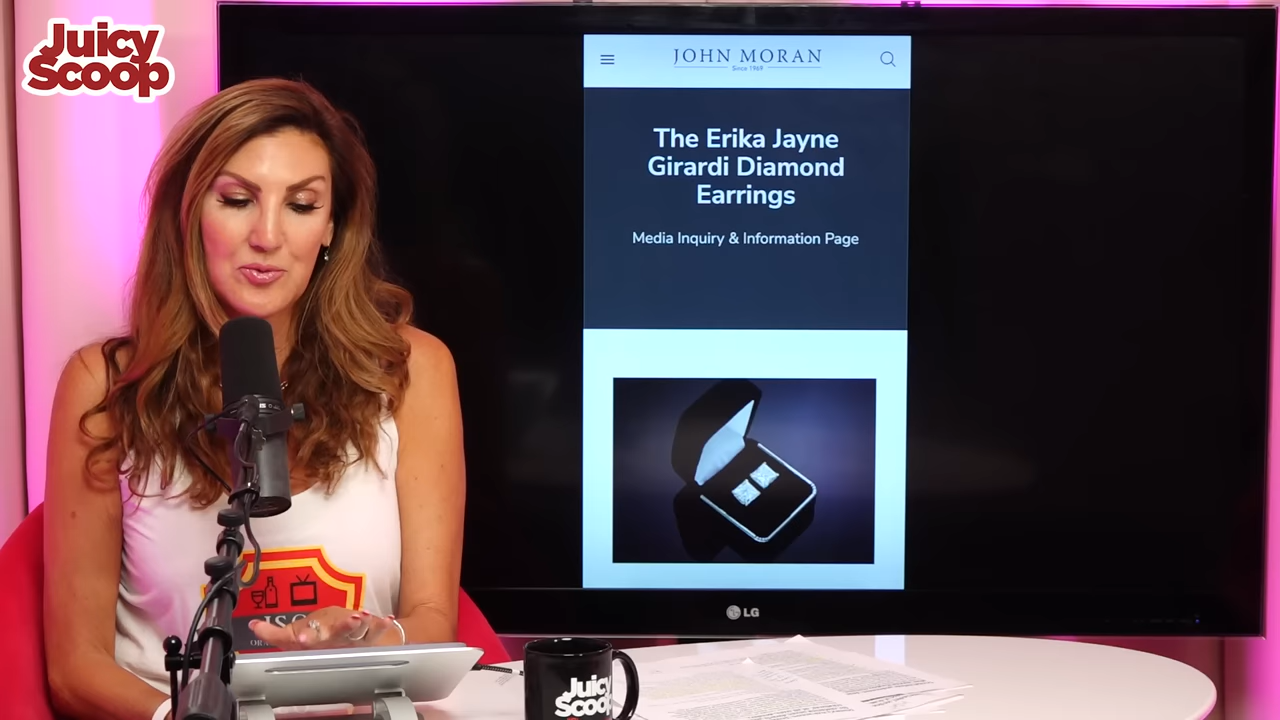 Juicy
Scoop
JOHN MORAN
Since 1969
The Erika Jayne
Girardi Diamond
Earrings
Media Inquiry & Information Page
LG
Juicy
Scoop